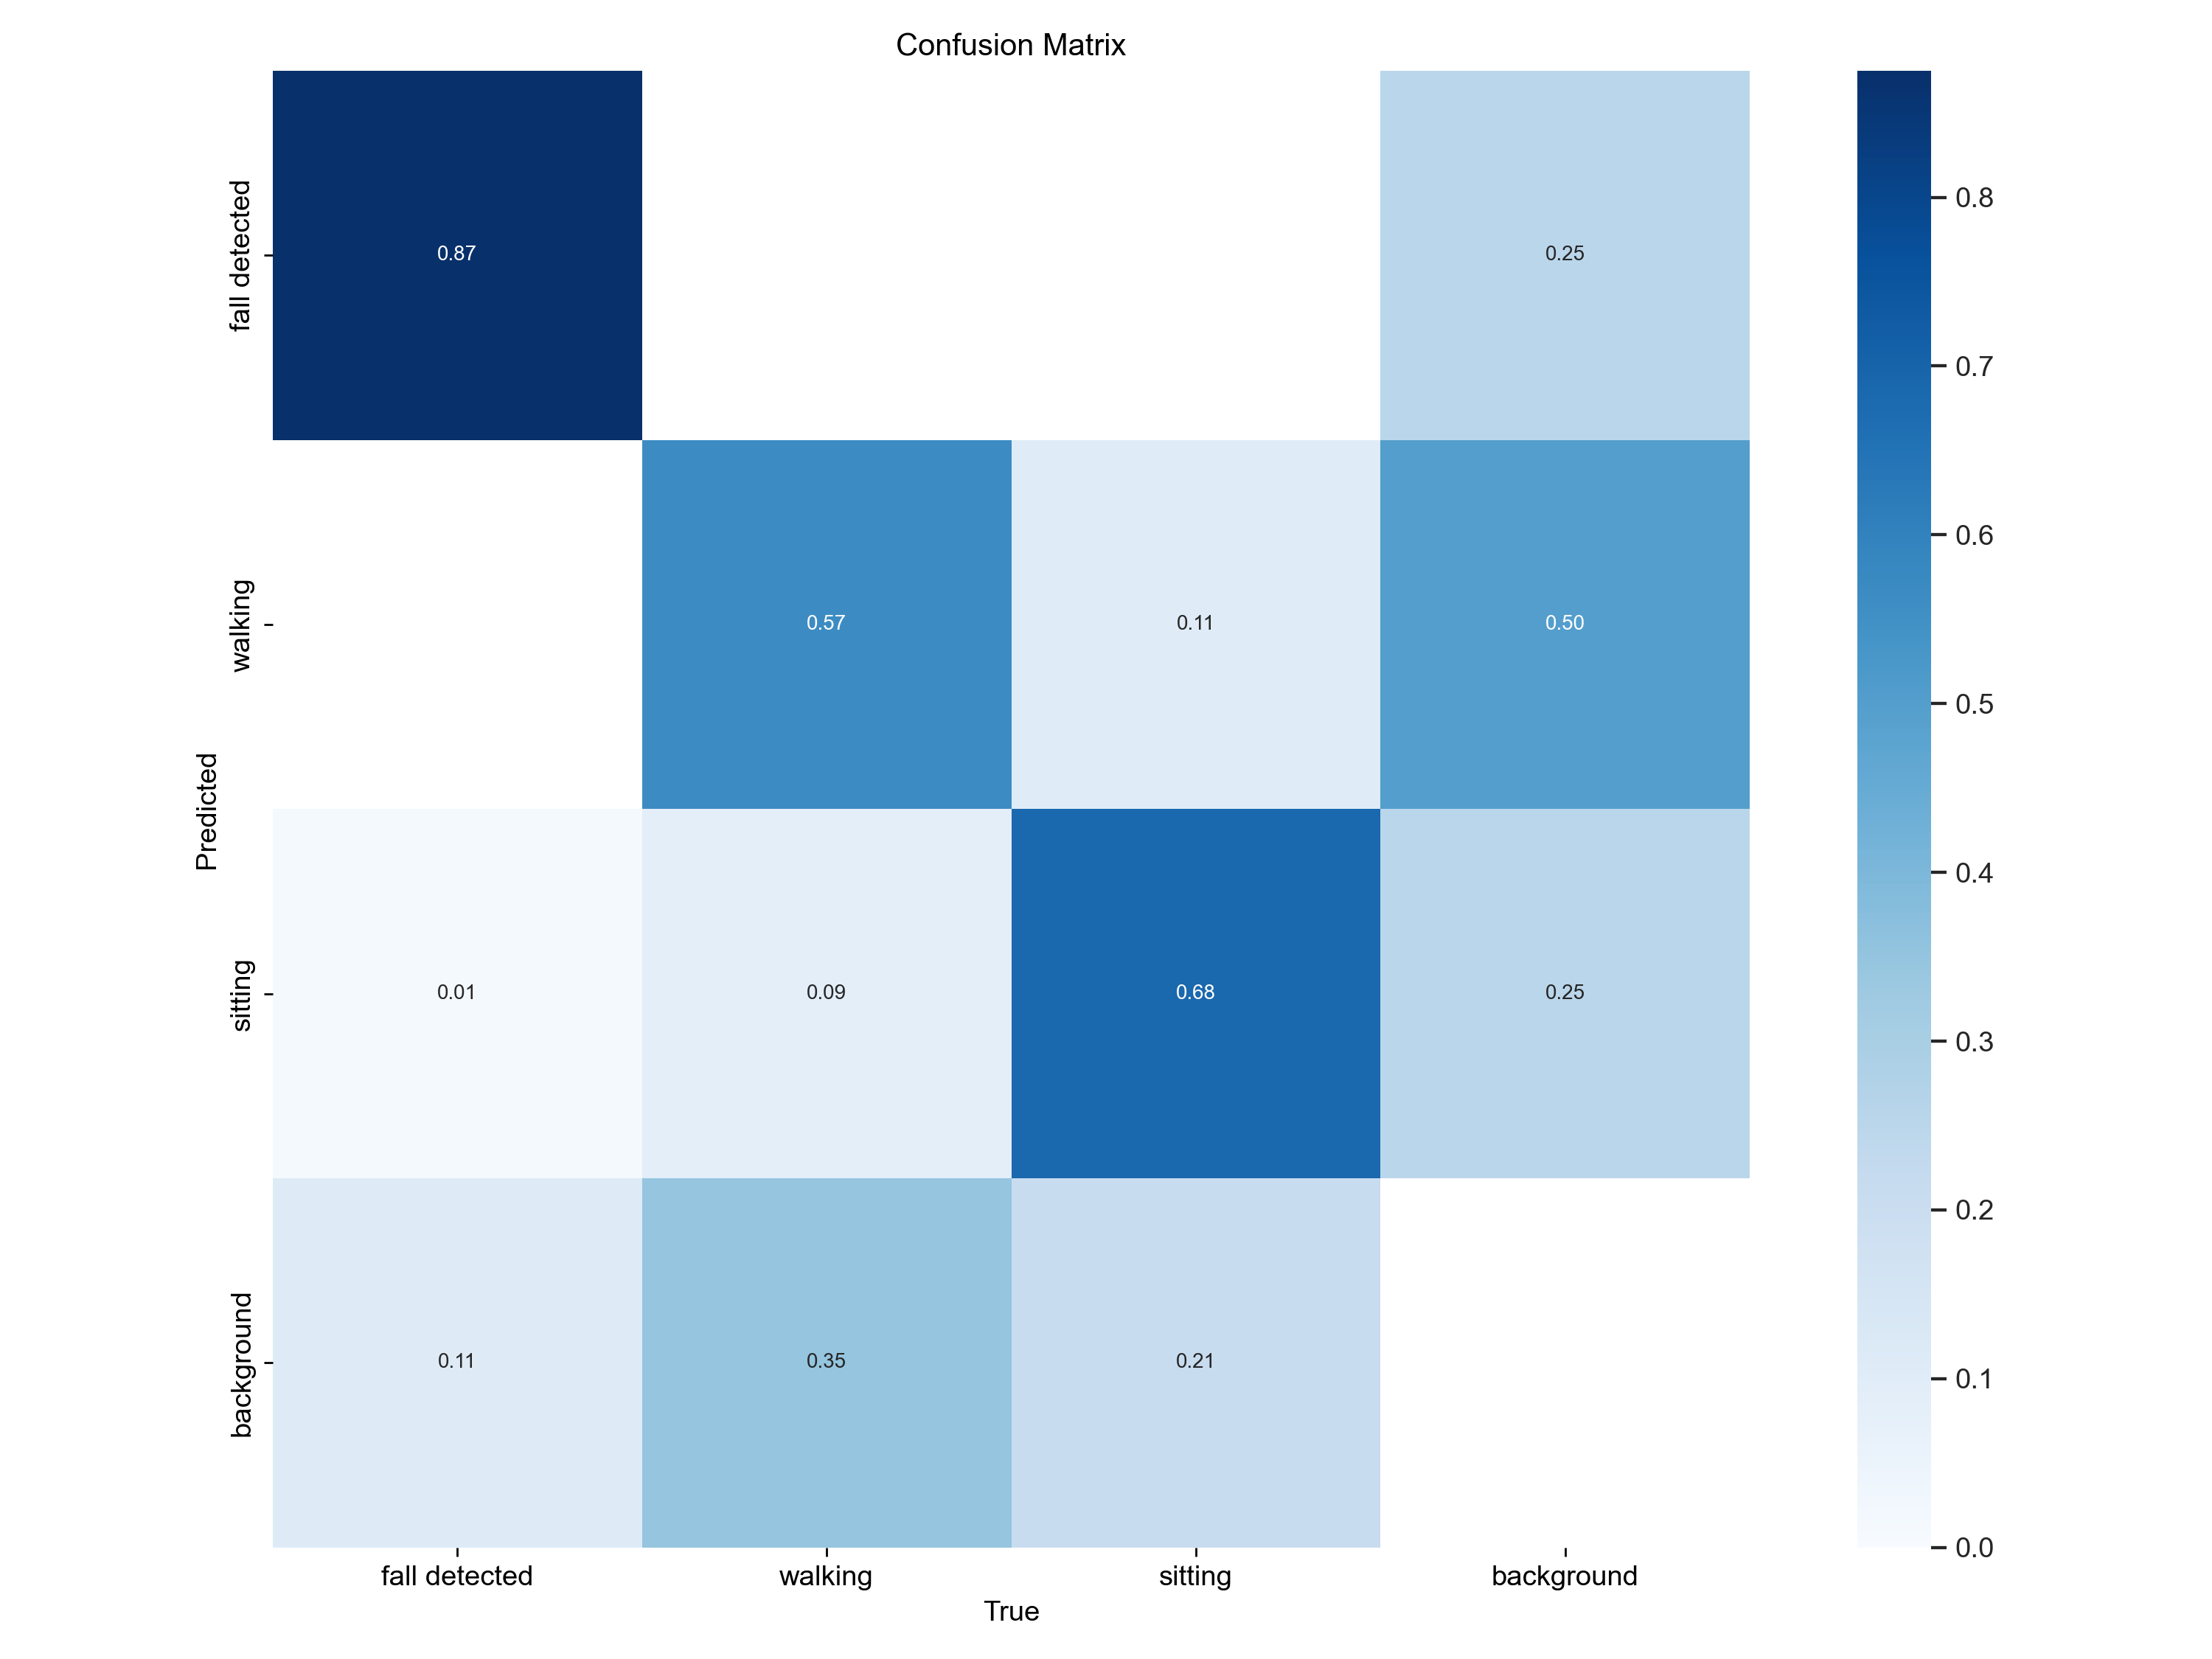 Confusion Matrix
fall detected
0.87
0.25
0.8
0.7
walking
0.57
0.11
0.50
0.6
0.5
Predicted
sitting
0.01
0.09
0.68
0.25
0.4
0.3
background
0.11
0.35
0.21
0.2
0.1
0.0
fall detected
walking
sitting
background
True